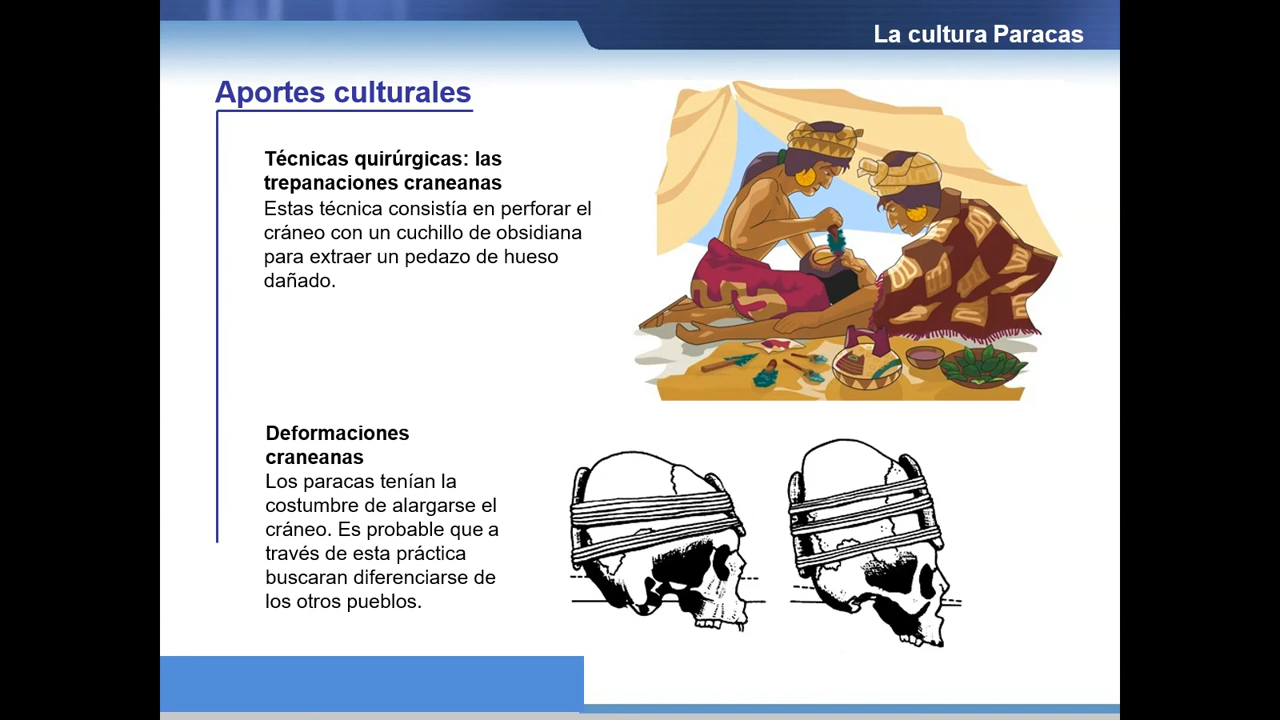 La cultura Paracas
Aportes culturales
Técnicas quirúrgicas: las
trepanaciones craneanas
Estas técnica consistía en perforar el
cráneo con un cuchillo de obsidiana
para extraer un pedazo de hueso
dañado.
Deformaciones
craneanas
Los paracas tenían la
costumbre de alargarse el
cráneo. Es probable que a
través de esta práctica
buscaran diferenciarse de
los otros pueblos.